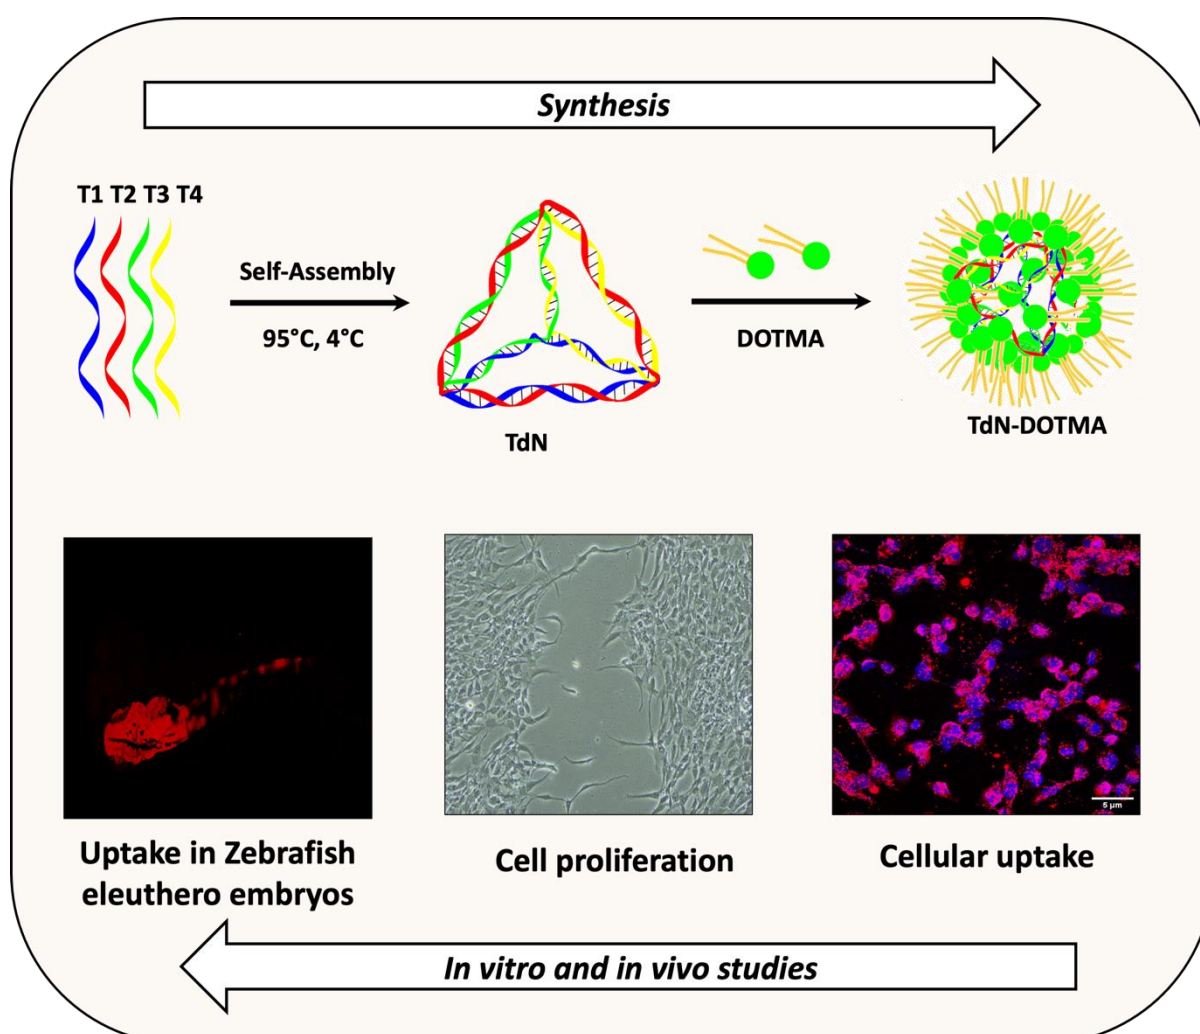 Synthesis
T1 T2 T3 T4
Self-Assembly
95°C, 4°C
TdN
DOTMA
TdN-DOTMA
5 μm
Uptake in Zebrafish
eleuthero embryos
Cell proliferation
Cellular uptake
In vitro and in vivo studies